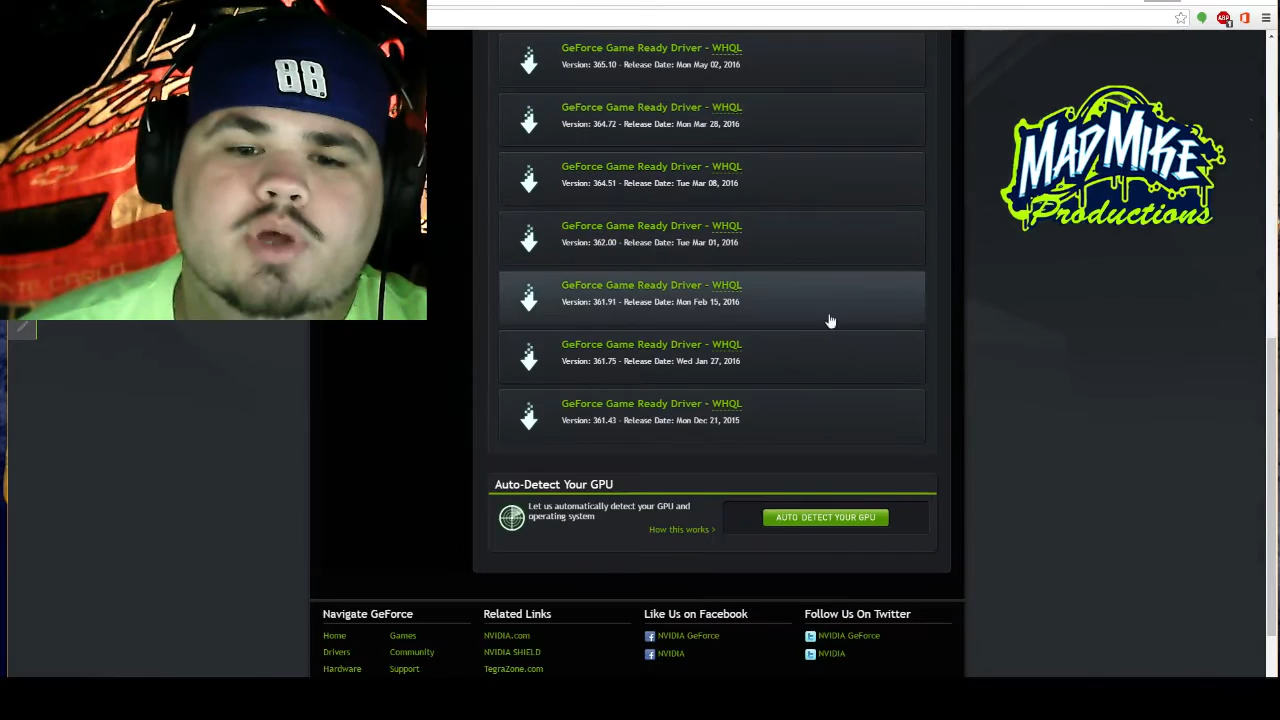 88
GeForce Game Ready Driver - WHQL
Version: 365.10 - Release Date: Mon May 02, 2016
GeForce Game Ready Driver - WHQL
Version: 364.72 - Release Date: Mon Mar 28, 2016
GeForce Game Ready Driver - WHQL
Version: 364.51 - Release Date: Tue Mar 08, 2016
GeForce Game Ready Driver - WHQL
Version: 362.00 - Release Date: Tue Mar 01, 2016
GeForce Game Ready Driver - WHQL
Version: 361.91 - Release Date: Mon Feb 15, 2016
GeForce Game Ready Driver - WHQL
Version: 361.75 - Release Date: Wed Jan 27, 2016
GeForce Game Ready Driver - WHQL
Version: 361.43 - Release Date: Mon Dec 21, 2015
MAD MIKE
Productions
ABP
1
Auto-Detect Your GPU
Let us automatically detect your GPU and
operating system
How this works >
AUTO DETECT YOUR GPU
Navigate GeForce
Home
Games
Drivers
Community
Hardware
Support
Related Links
NVIDIA.com
NVIDIA SHIELD
TegraZone.com
Like Us on Facebook
NVIDIA GeForce
NVIDIA
Follow Us On Twitter
NVIDIA GeForce
NVIDIA